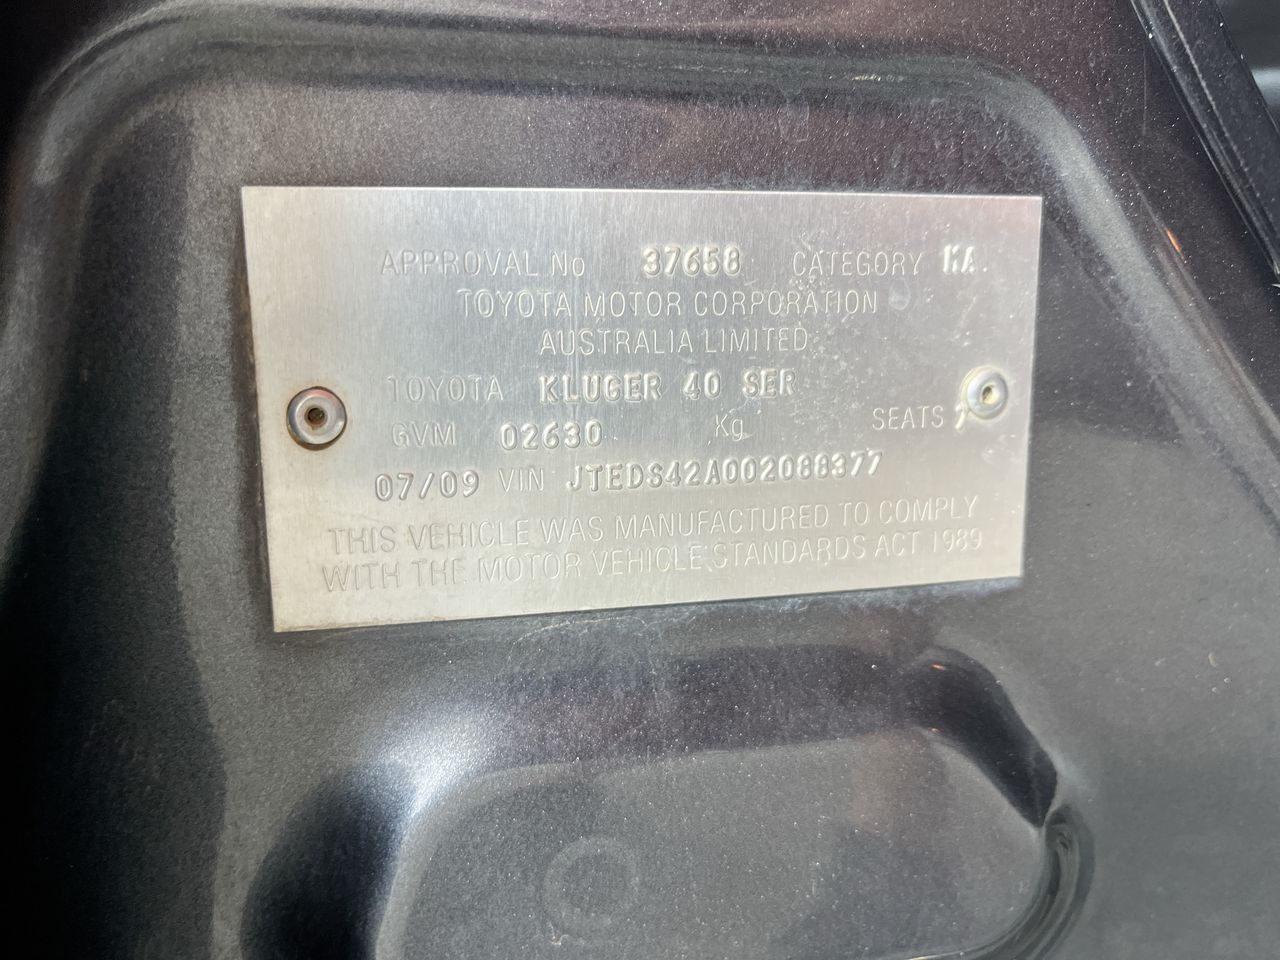 APPROVAL No 37658 CATEGORY MA
TOYOTA MOTOR CORPORATION
AUSTRALIA LIMITED
TOYOTA KLUGER 40 SER
GVM 02630 Kg SEATS 7
07/09 VIN JTEDS42A002088377
THIS VEHICLE WAS MANUFACTURED TO COMPLY
WITH THE MOTOR VEHICLE STANDARDS ACT 1989